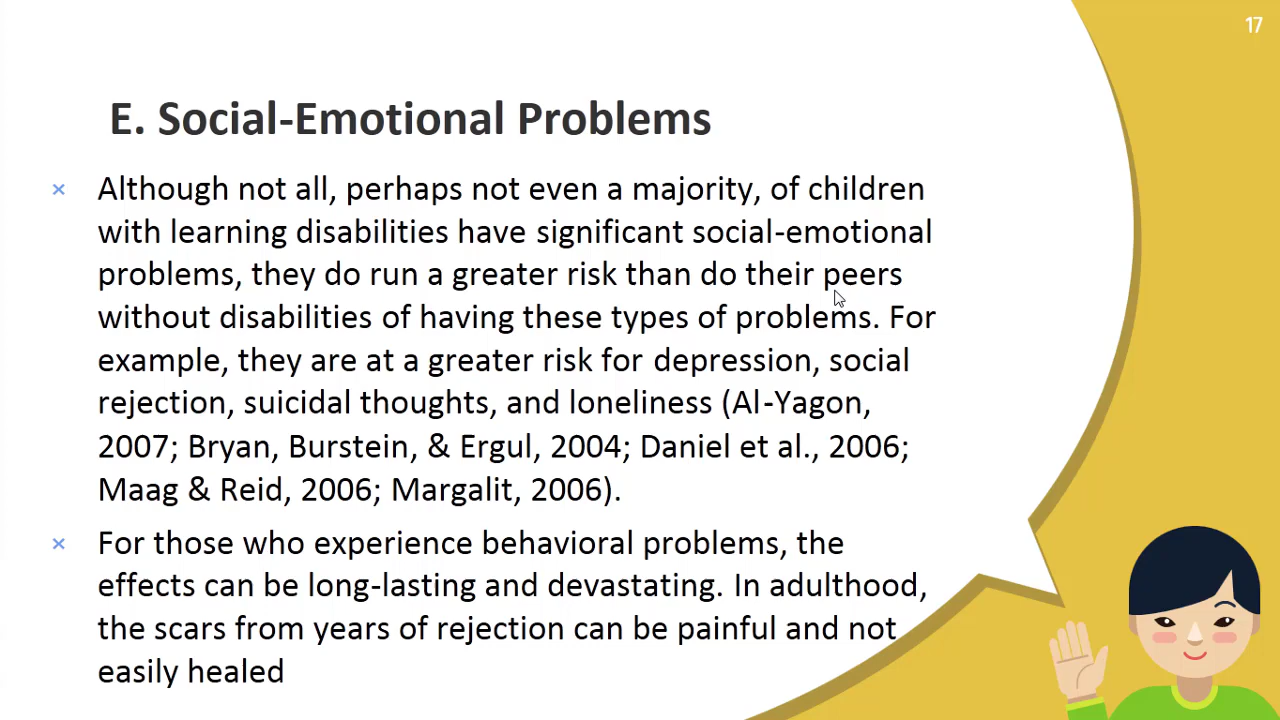 17
E. Social-Emotional Problems
× Although not all, perhaps not even a majority, of children
with learning disabilities have significant social-emotional
problems, they do run a greater risk than do their peers
without disabilities of having these types of problems. For
example, they are at a greater risk for depression, social
rejection, suicidal thoughts, and loneliness (Al-Yagon,
2007; Bryan, Burstein, & Ergul, 2004; Daniel et al., 2006;
Maag & Reid, 2006; Margalit, 2006).
× For those who experience behavioral problems, the
effects can be long-lasting and devastating. In adulthood,
the scars from years of rejection can be painful and not
easily healed